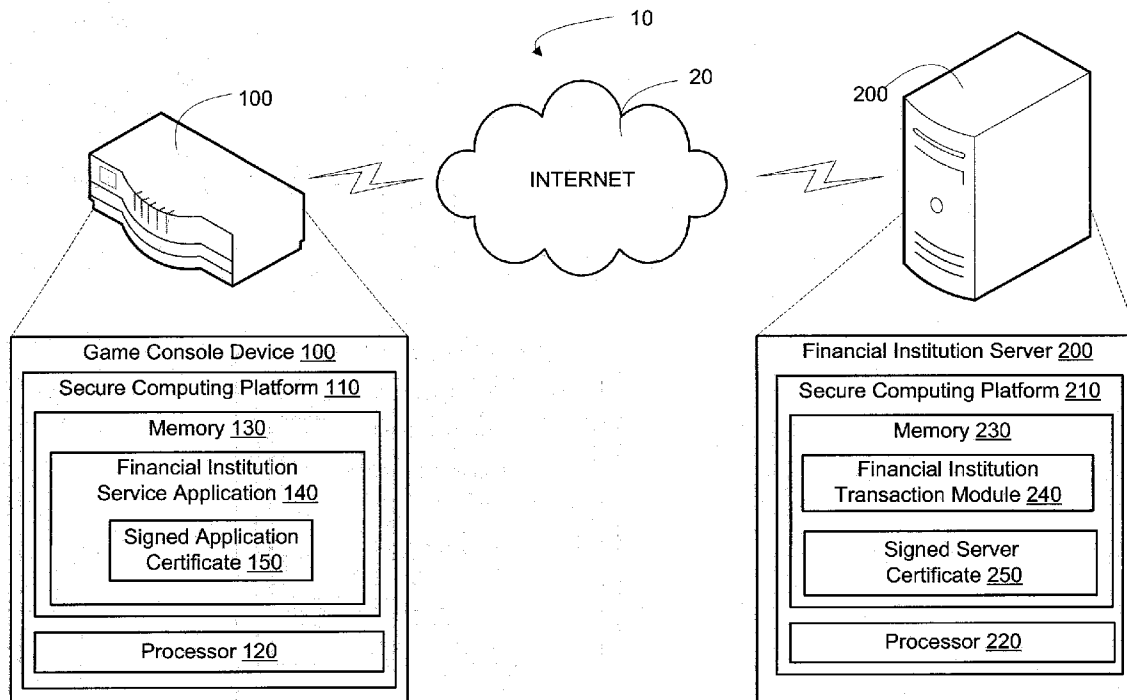 10
100
20
200
INTERNET
Game Console Device 100
Secure Computing Platform 110
Memory 130
Financial Institution
Service Application 140
Signed Application
Certificate 150
Processor 120
Financial Institution Server 200
Secure Computing Platform 210
Memory 230
Financial Institution
Transaction Module 240
Signed Server
Certificate 250
Processor 220